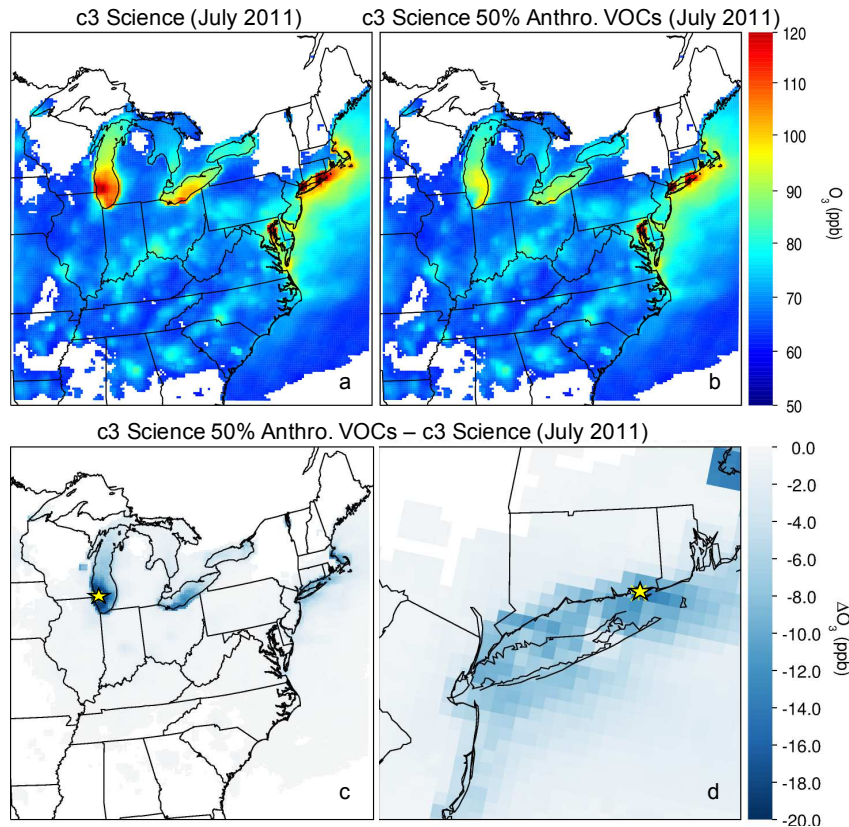 c3 Science (July 2011)
c3 Science 50% Anthro. VOCs (July 2011)
a
b
120
110
100
90
80
70
60
50
O₃ (ppb)
c3 Science 50% Anthro. VOCs – c3 Science (July 2011)
c
d
0.0
-2.0
-4.0
-6.0
-8.0
-10.0
-12.0
-14.0
-16.0
-18.0
-20.0
ΔO₃ (ppb)